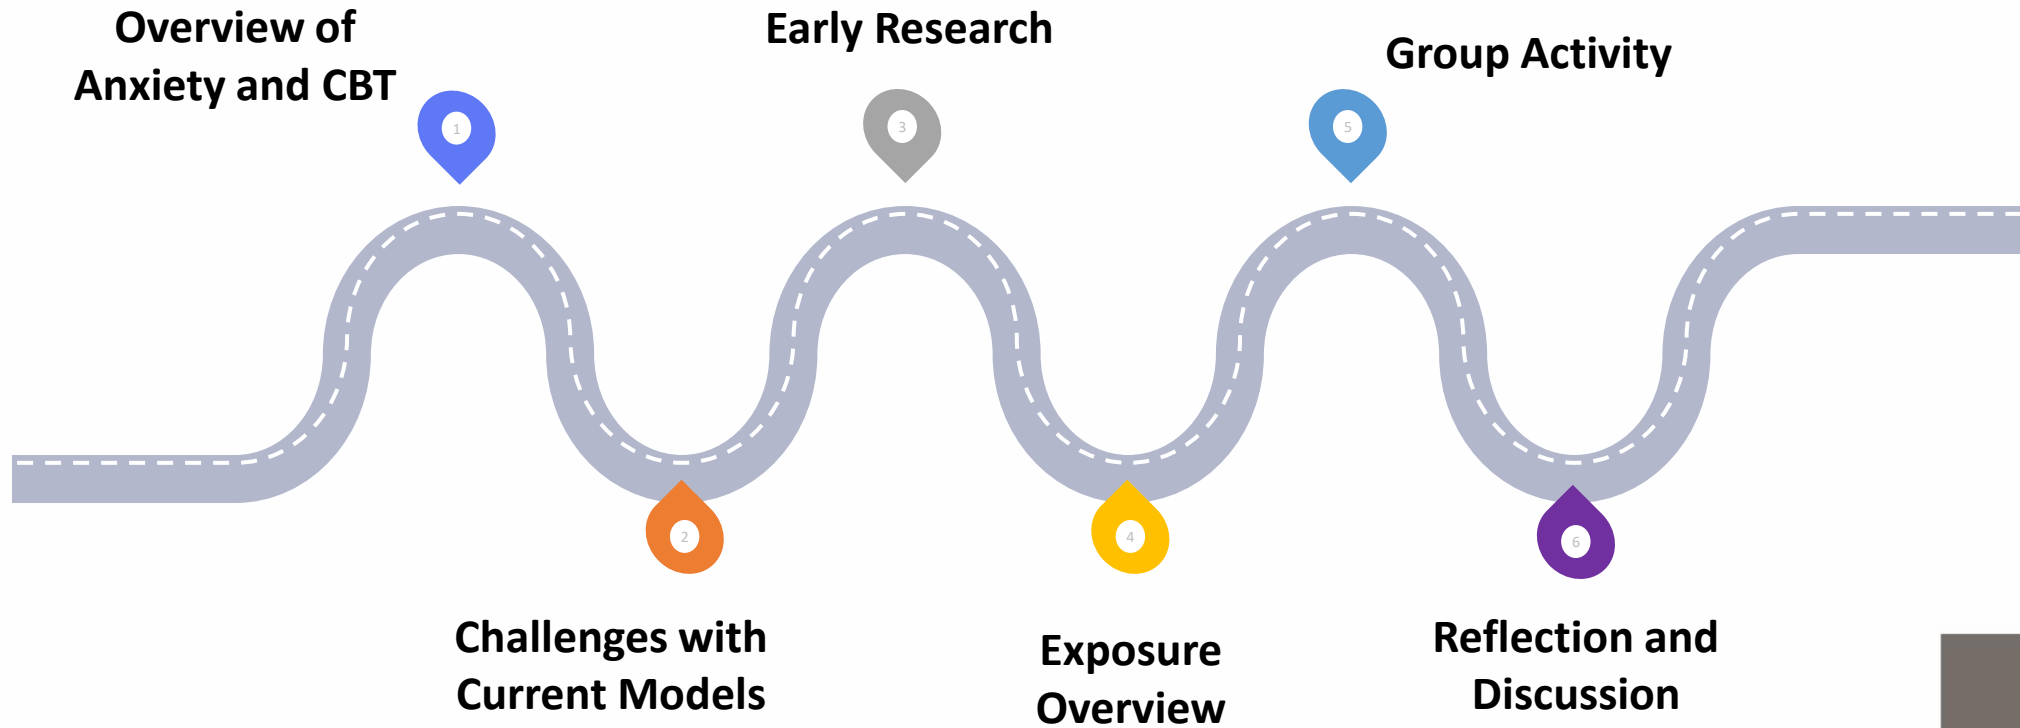 Overview of
Anxiety and CBT
1
Challenges with
Current Models
2
Early Research
3
Exposure
Overview
4
Group Activity
5
Reflection and
Discussion
6